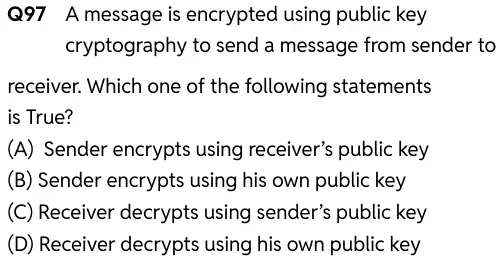 Q97 A message is encrypted using public key
cryptography to send a message from sender to
receiver. Which one of the following statements
is True?
(A) Sender encrypts using receiver’s public key
(B) Sender encrypts using his own public key
(C) Receiver decrypts using sender’s public key
(D) Receiver decrypts using his own public key